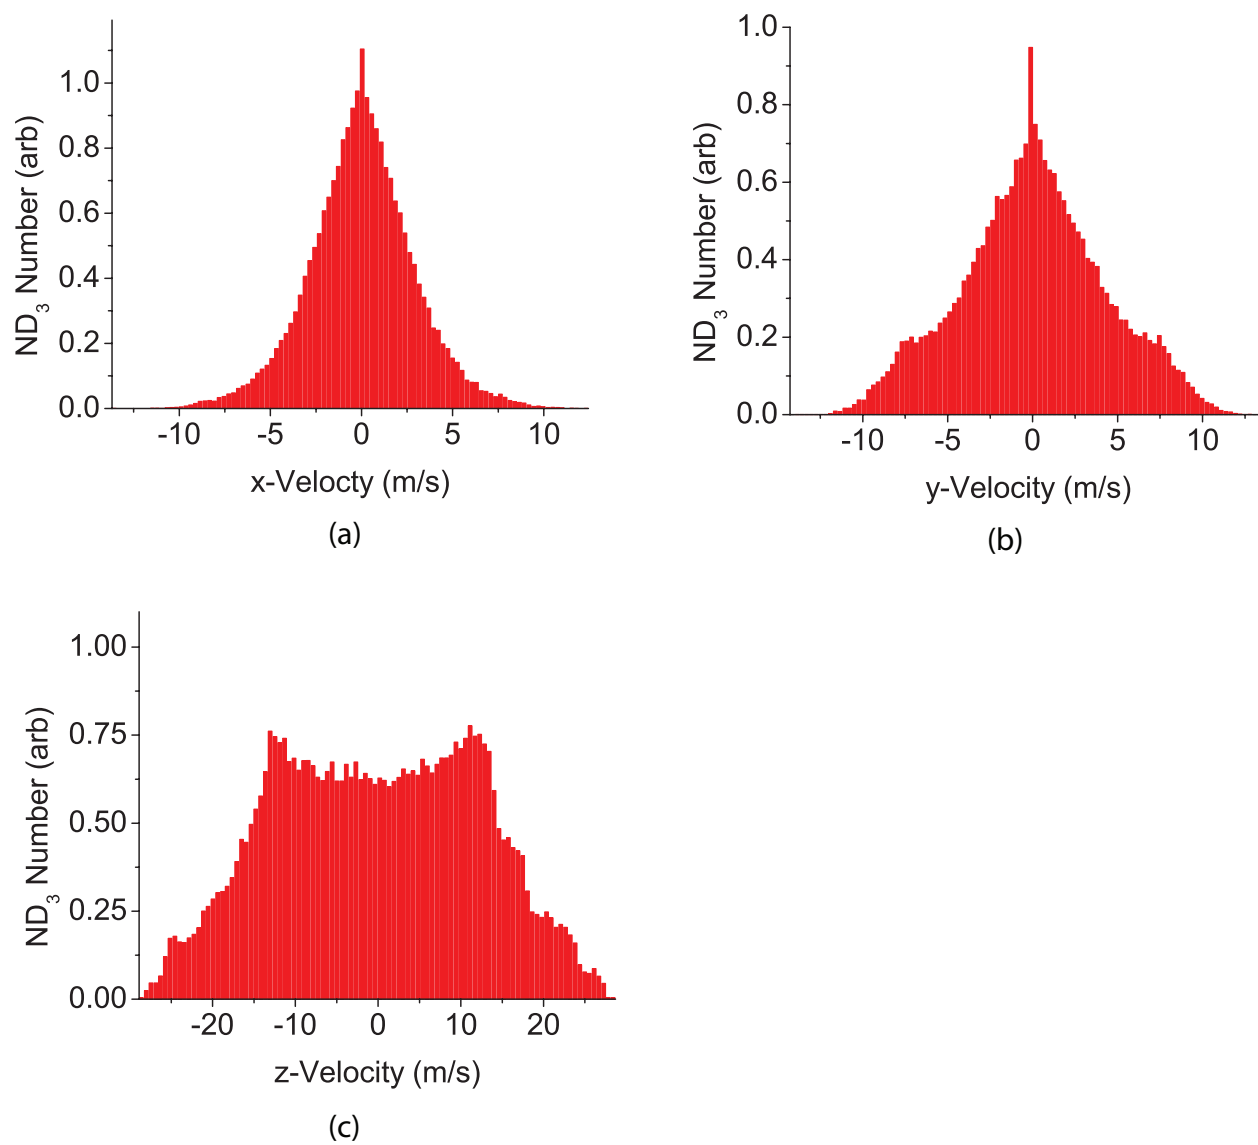 ND3 Number (arb)
1.0
0.8
0.6
0.4
0.2
0.0
-10 -5 0 5 10
x-Velocty (m/s)
(a)
ND3 Number (arb)
1.0
0.8
0.6
0.4
0.2
0.0
-10 -5 0 5 10
y-Velocity (m/s)
(b)
ND3 Number (arb)
1.00
0.75
0.50
0.25
0.00
-20 -10 0 10 20
z-Velocity (m/s)
(c)